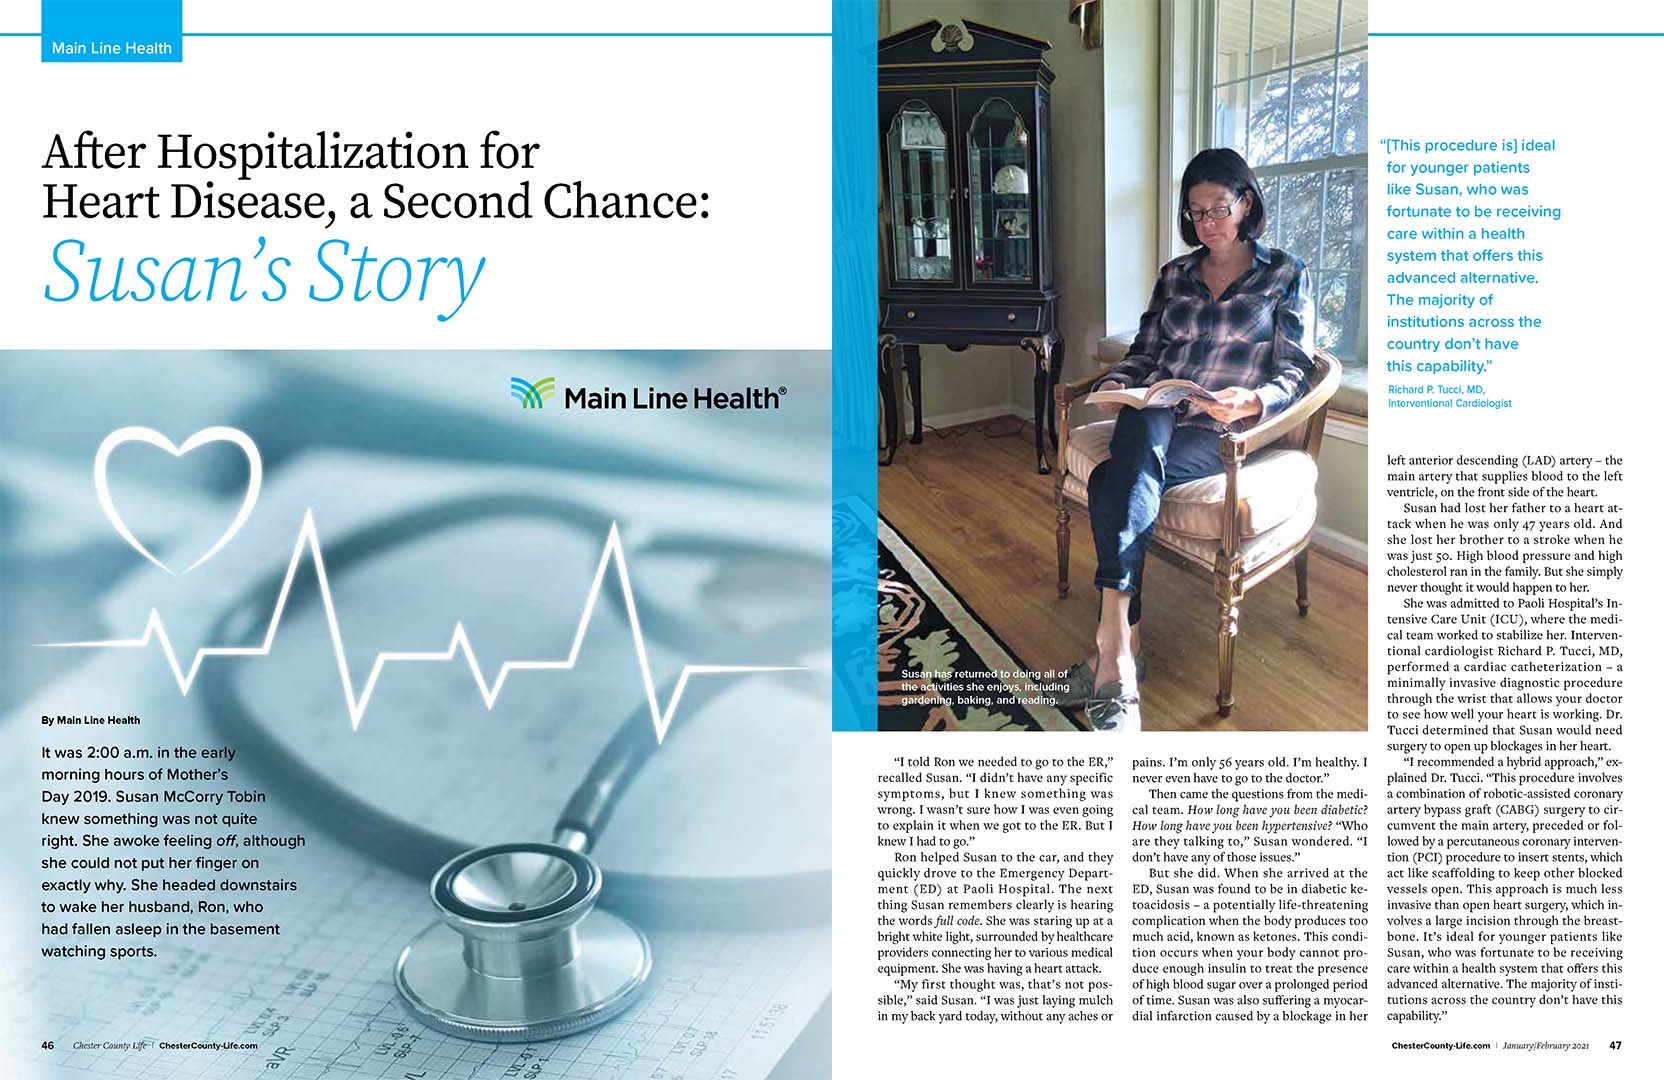 Main Line Health
After Hospitalization for
Heart Disease, a Second Chance:
Susan's Story
Main Line Health®
By Main Line Health
It was 2:00 a.m. in the early
morning hours of Mother's
Day 2019. Susan McCorry Tobin
knew something was not quite
right. She awoke feeling off, although
she could not put her finger on
exactly why. She headed downstairs
to wake her husband, Ron, who
had fallen asleep in the basement
watching sports.
LVL-0.4
SLP-3
aVR
LVL-0.6
SLP-7
LVL-0.1
SLP-1
11:51:38
46 Chester County Life | ChesterCounty-Life.com
Susan has returned to doing all of
the activities she enjoys, including
gardening, baking, and reading.
"I told Ron we needed to go to the ER,"
recalled Susan. "I didn't have any specific
symptoms, but I knew something was
wrong. I wasn't sure how I was even going
to explain it when we got to the ER. But I
knew I had to go."
Ron helped Susan to the car, and they
quickly drove to the Emergency Depart-
ment (ED) at Paoli Hospital. The next
thing Susan remembers clearly is hearing
the words full code. She was staring up at a
bright white light, surrounded by healthcare
providers connecting her to various medical
equipment. She was having a heart attack.
"My first thought was, that's not pos-
sible," said Susan. "I was just laying mulch
in my back yard today, without any aches or
pains. I'm only 56 years old. I'm healthy. I
never even have to go to the doctor."
Then came the questions from the medi-
cal team. How long have you been diabetic?
How long have you been hypertensive? "Who
are they talking to," Susan wondered. "I
don't have any of those issues."
But she did. When she arrived at the
ED, Susan was found to be in diabetic ke-
toacidosis – a potentially life-threatening
complication when the body produces too
much acid, known as ketones. This condi-
tion occurs when your body cannot pro-
duce enough insulin to treat the presence
of high blood sugar over a prolonged period
of time. Susan was also suffering a myocar-
dial infarction caused by a blockage in her
"[This procedure is] ideal
for younger patients
like Susan, who was
fortunate to be receiving
care within a health
system that offers this
advanced alternative.
The majority of
institutions across the
country don't have
this capability."
Richard P. Tucci, MD,
Interventional Cardiologist
left anterior descending (LAD) artery – the
main artery that supplies blood to the left
ventricle, on the front side of the heart.
Susan had lost her father to a heart at-
tack when he was only 47 years old. And
she lost her brother to a stroke when he
was just 50. High blood pressure and high
cholesterol ran in the family. But she simply
never thought it would happen to her.
She was admitted to Paoli Hospital's In-
tensive Care Unit (ICU), where the medi-
cal team worked to stabilize her. Interven-
tional cardiologist Richard P. Tucci, MD,
performed a cardiac catheterization – a
minimally invasive diagnostic procedure
through the wrist that allows your doctor
to see how well your heart is working. Dr.
Tucci determined that Susan would need
surgery to open up blockages in her heart.
"I recommended a hybrid approach," ex-
plained Dr. Tucci. "This procedure involves
a combination of robotic-assisted coronary
artery bypass graft (CABG) surgery to cir-
cumvent the main artery, preceded or fol-
lowed by a percutaneous coronary interven-
tion (PCI) procedure to insert stents, which
act like scaffolding to keep other blocked
vessels open. This approach is much less
invasive than open heart surgery, which in-
volves a large incision through the breast-
bone. It's ideal for younger patients like
Susan, who was fortunate to be receiving
care within a health system that offers this
advanced alternative. The majority of insti-
tutions across the country don't have this
capability."
ChesterCounty-Life.com | January/February 2021 47